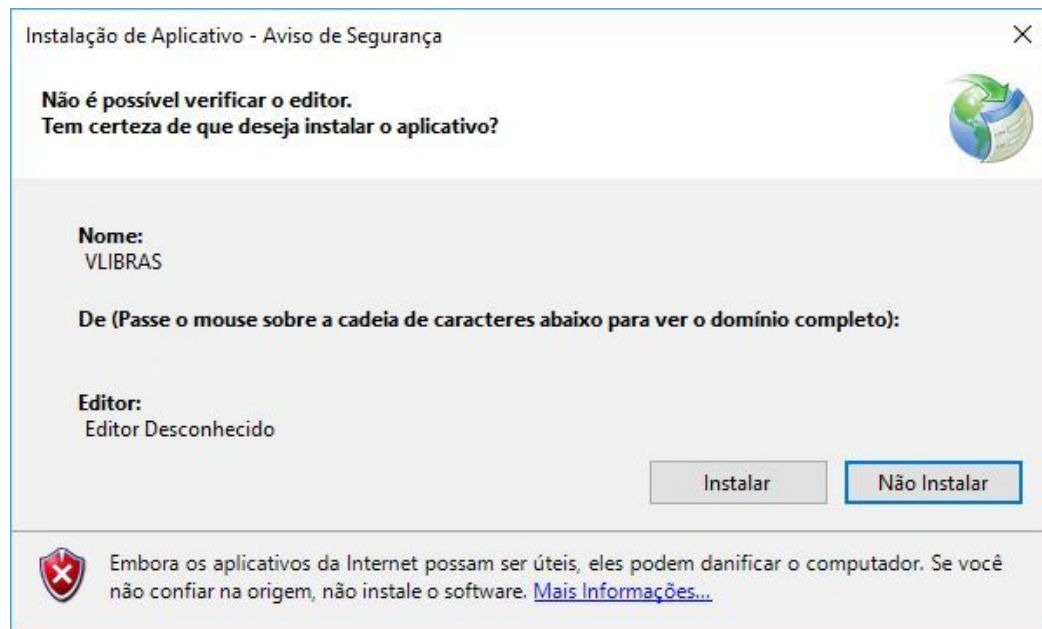 Instalação de Aplicativo - Aviso de Segurança
Não é possível verificar o editor.
Tem certeza de que deseja instalar o aplicativo?
Nome:
VLIBRAS
De (Passe o mouse sobre a cadeia de caracteres abaixo para ver o domínio completo):
Editor:
Editor Desconhecido
Instalar
Não Instalar
Embora os aplicativos da Internet possam ser úteis, eles podem danificar o computador. Se você
não confiar na origem, não instale o software. Mais Informações...